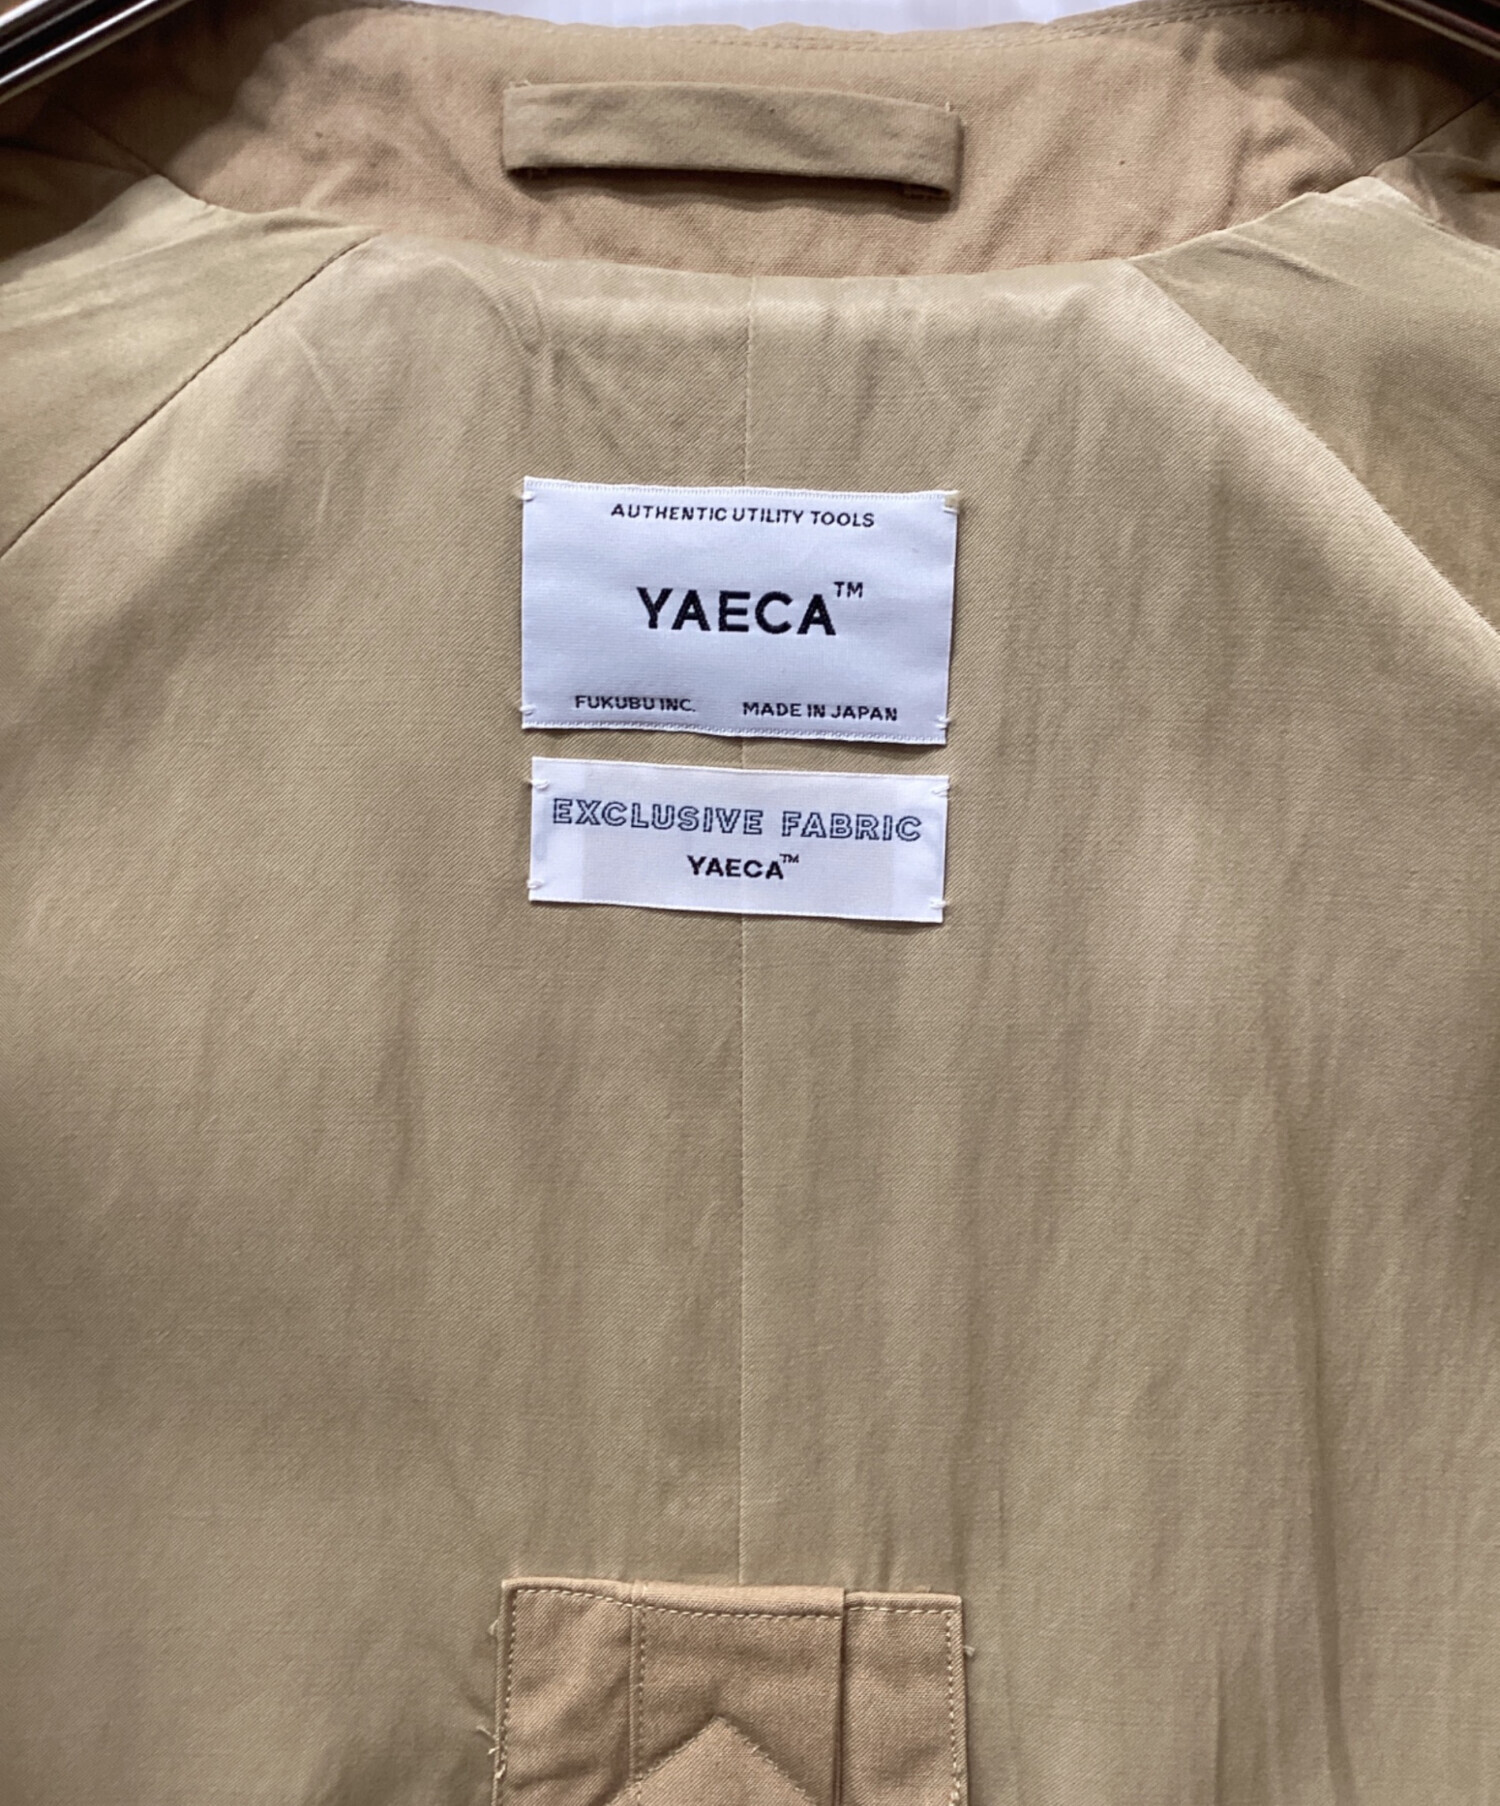 AUTHENTIC UTILITY TOOLS
YAECA™
FUKUBU INC. MADE IN JAPAN
EXCLUSIVE FABRIC
YAECA™